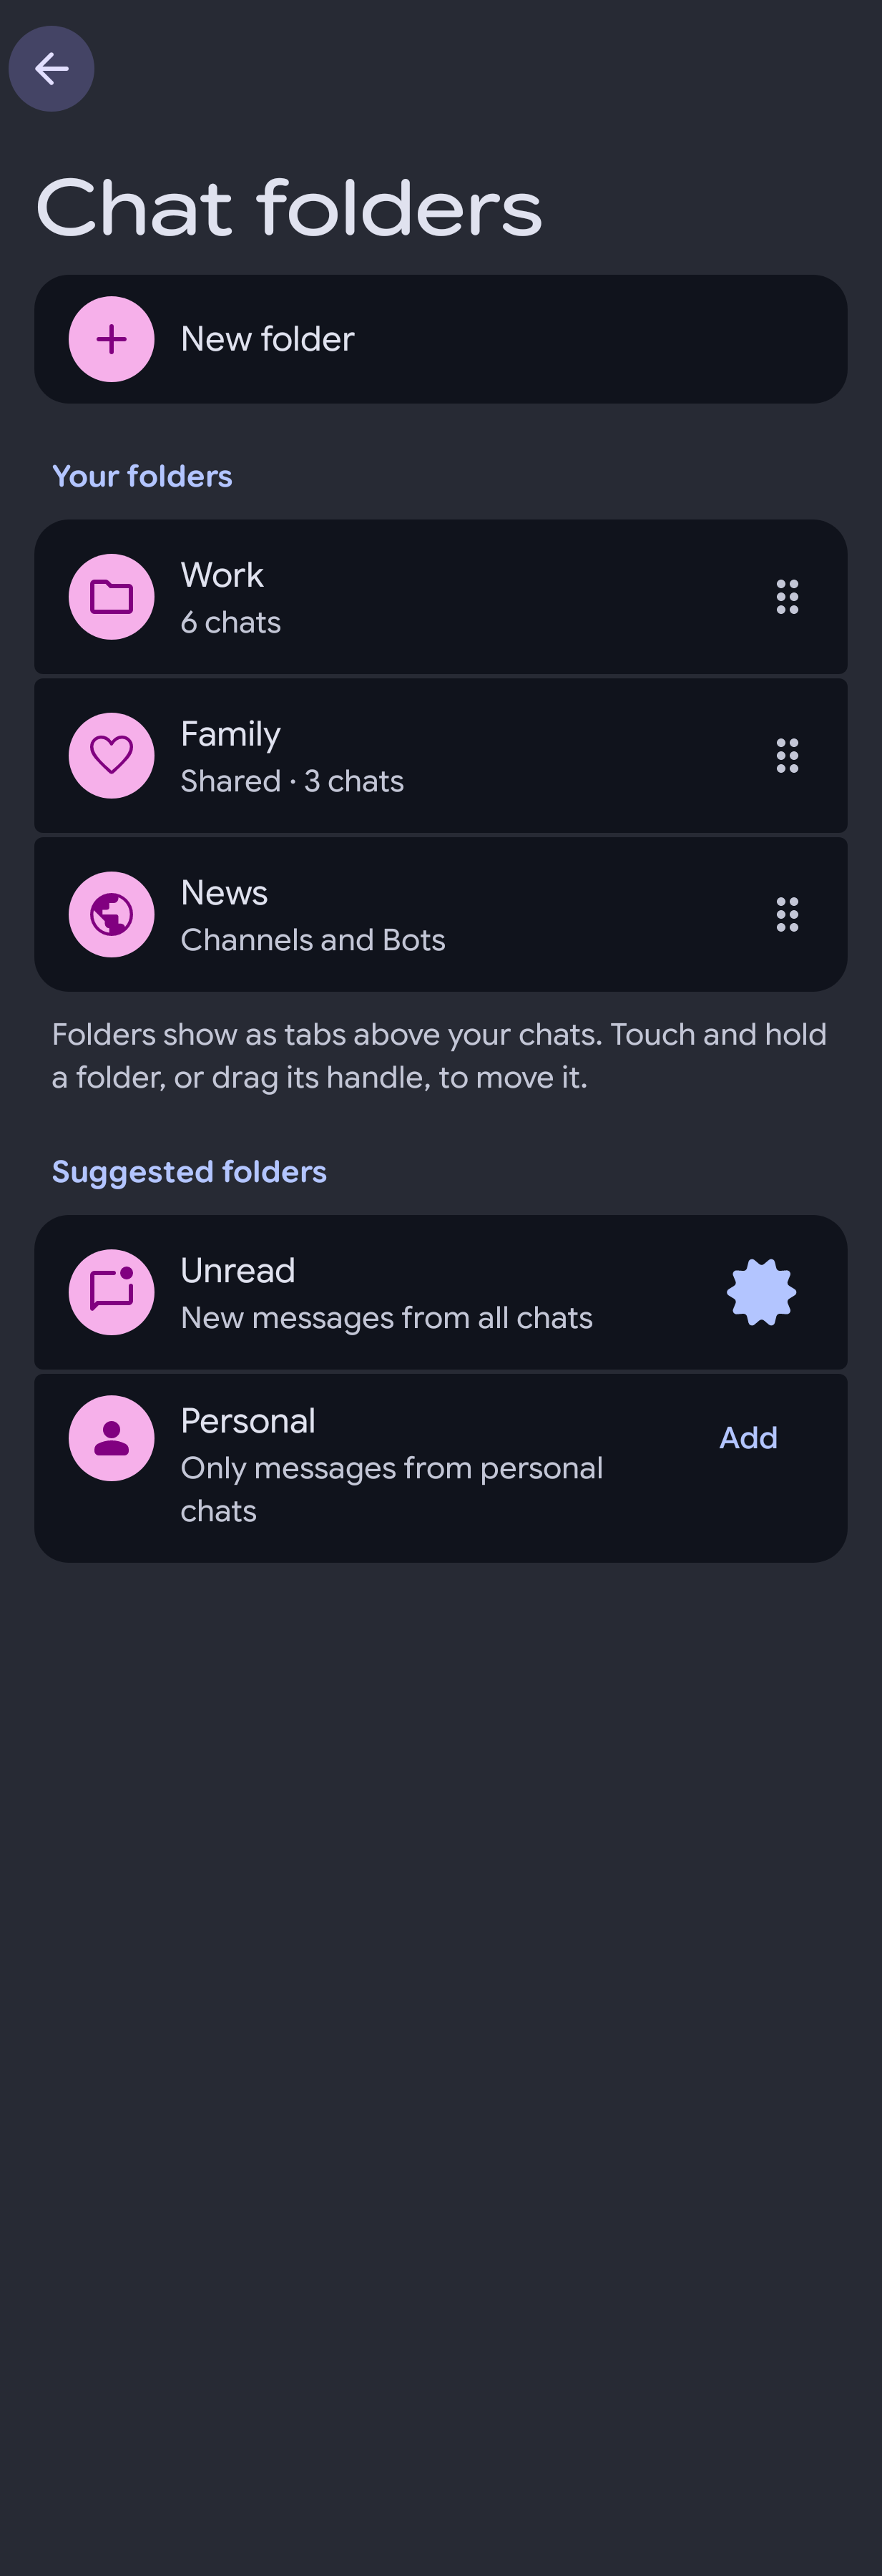 Chat folders
New folder
Your folders
Work
6 chats
Family
Shared · 3 chats
News
Channels and Bots
Folders show as tabs above your chats. Touch and hold
a folder, or drag its handle, to move it.
Suggested folders
Unread
New messages from all chats
Personal
Only messages from personal
chats
Add